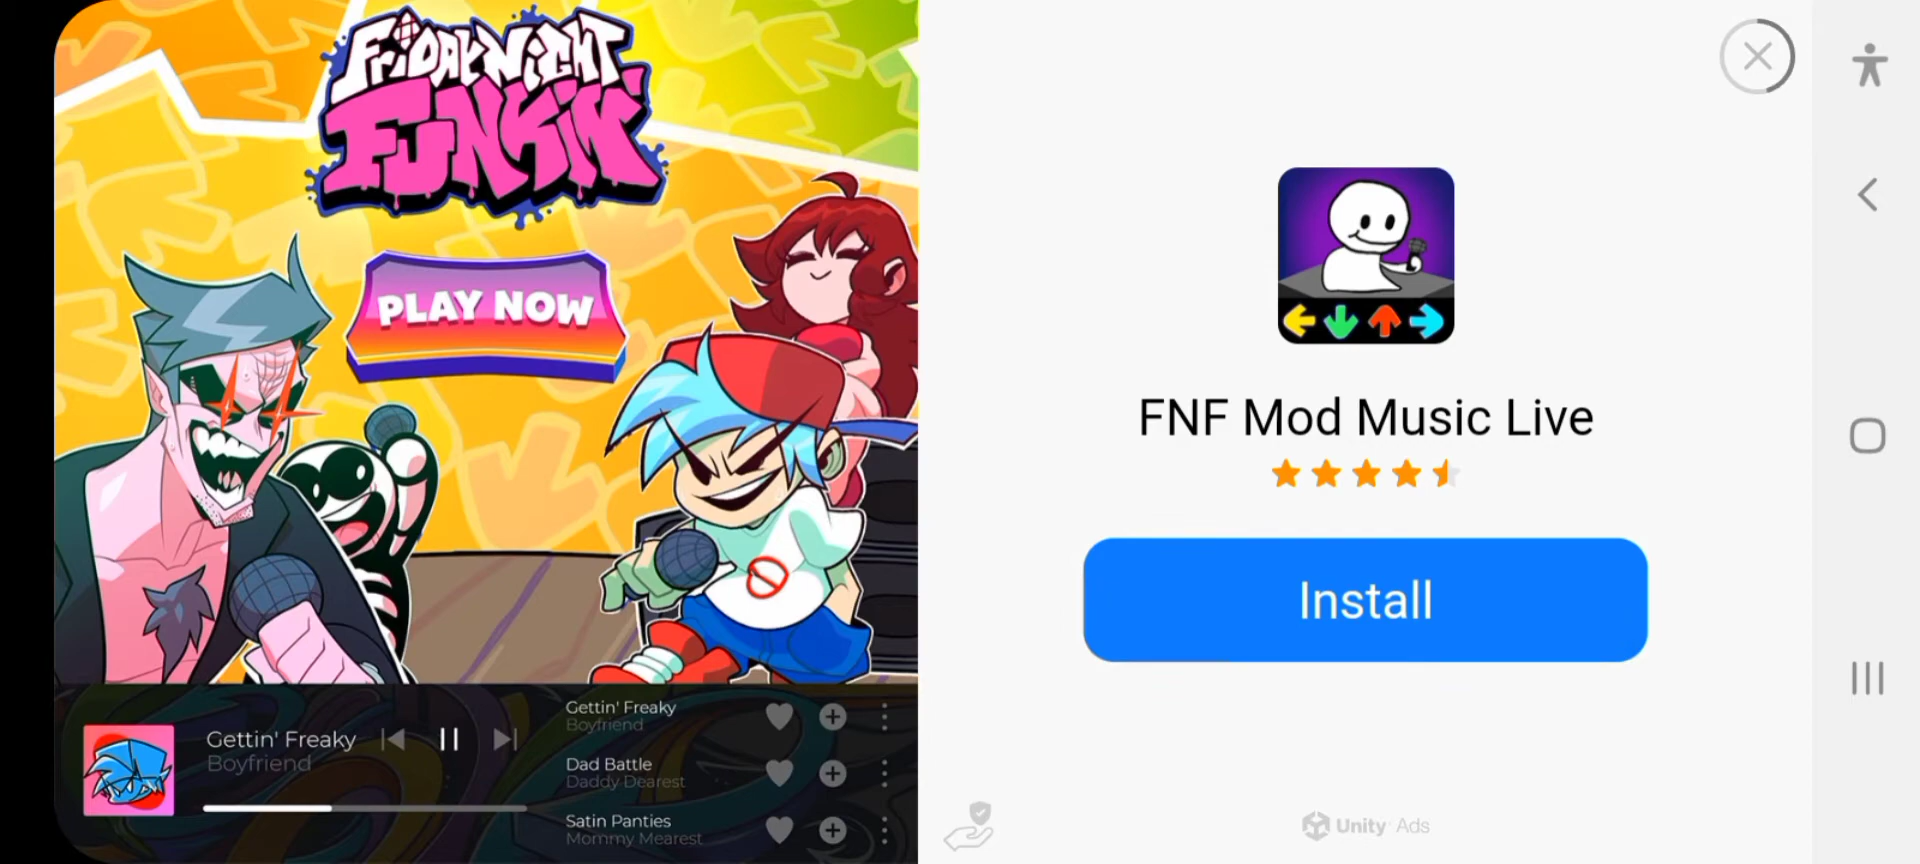 FRiDAY NiGHT
FUNKiN'
PLAY NOW
Gettin' Freaky
Boyfriend
Gettin' Freaky
Boyfriend
Dad Battle
Daddy Dearest
Satin Panties
Mommy Mearest
FNF Mod Music Live
Install
Unity Ads